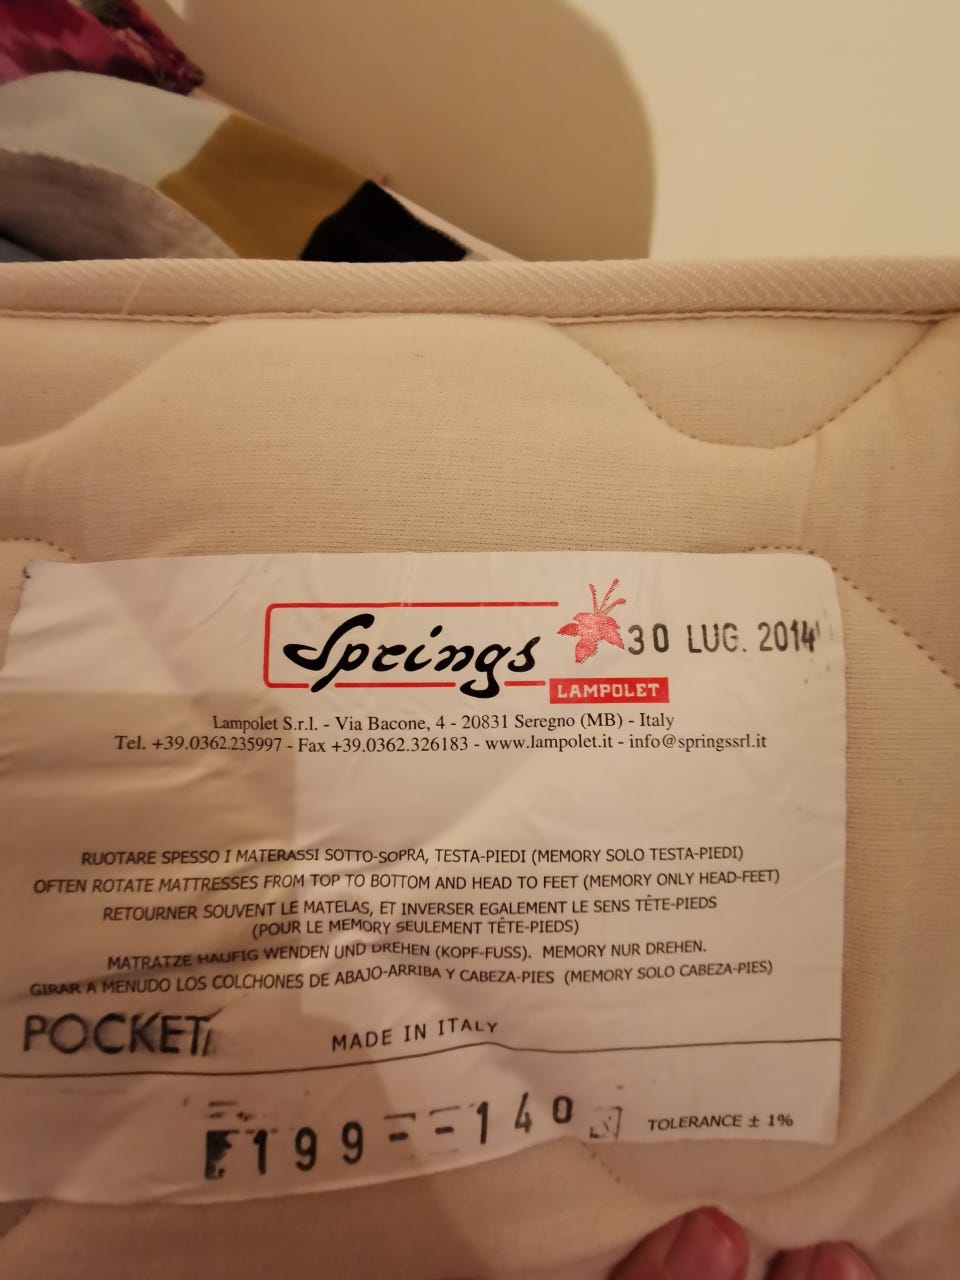 Springs
30 LUG. 2014
LAMPOLET
Lampolet S.r.l. - Via Bacone, 4 - 20831 Seregno (MB) - Italy
Tel. +39.0362.235997 - Fax +39.0362.326183 - www.lampolet.it - info@springssrl.it
RUOTARE SPESSO I MATERASSI SOTTO-SOPRA, TESTA-PIEDI (MEMORY SOLO TESTA-PIEDI)
OFTEN ROTATE MATTRESSES FROM TOP TO BOTTOM AND HEAD TO FEET (MEMORY ONLY HEAD-FEET)
RETOURNER SOUVENT LE MATELAS, ET INVERSER EGALEMENT LE SENS TÊTE-PIEDS
(POUR LE MEMORY SEULEMENT TÊTE-PIEDS)
MATRATZE HAUFIG WENDEN UND DREHEN (KOPF-FUSS). MEMORY NUR DREHEN.
GIRAR A MENUDO LOS COLCHONES DE ABAJO-ARRIBA Y CABEZA-PIES (MEMORY SOLO CABEZA-PIES)
POCKET
MADE IN ITALY
199--140
TOLERANCE ± 1%